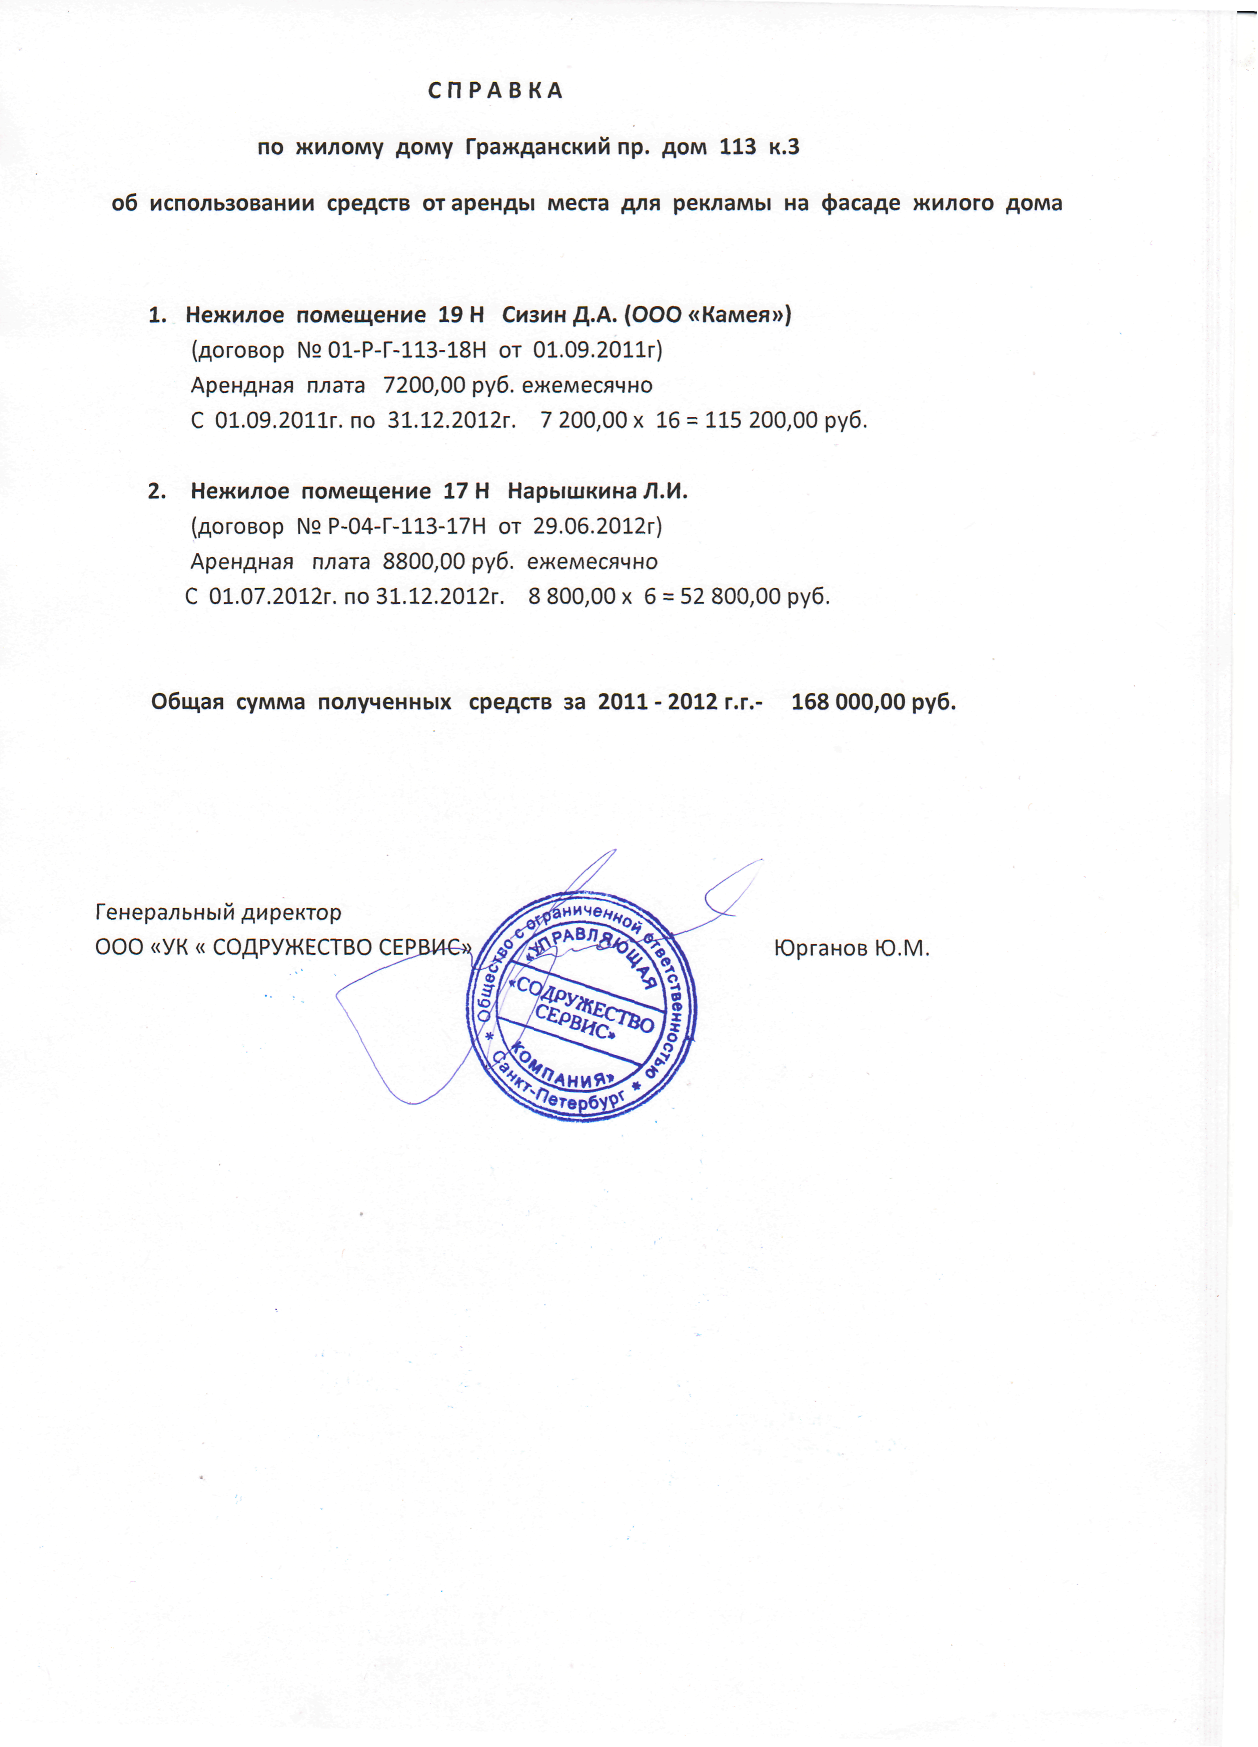 С П Р А В К А
по жилому дому Гражданский пр. дом 113 к.3
об использовании средств от аренды места для рекламы на фасаде жилого дома
1. Нежилое помещение 19 Н Сизин Д.А. (ООО «Камея»)
(договор № 01-Р-Г-113-18Н от 01.09.2011г)
Арендная плата 7200,00 руб. ежемесячно
С 01.09.2011г. по 31.12.2012г. 7 200,00 х 16 = 115 200,00 руб.
2. Нежилое помещение 17 Н Нарышкина Л.И.
(договор № Р-04-Г-113-17Н от 29.06.2012г)
Арендная плата 8800,00 руб. ежемесячно
С 01.07.2012г. по 31.12.2012г. 8 800,00 х 6 = 52 800,00 руб.
Общая сумма полученных средств за 2011 - 2012 г.г.- 168 000,00 руб.
Генеральный директор
ООО «УК « СОДРУЖЕСТВО СЕРВИС» Юрганов Ю.М.
* Общество с ограниченной ответственностью *
Санкт-Петербург
«УПРАВЛЯЮЩАЯ
«СОДРУЖЕСТВО
СЕРВИС»
КОМПАНИЯ»